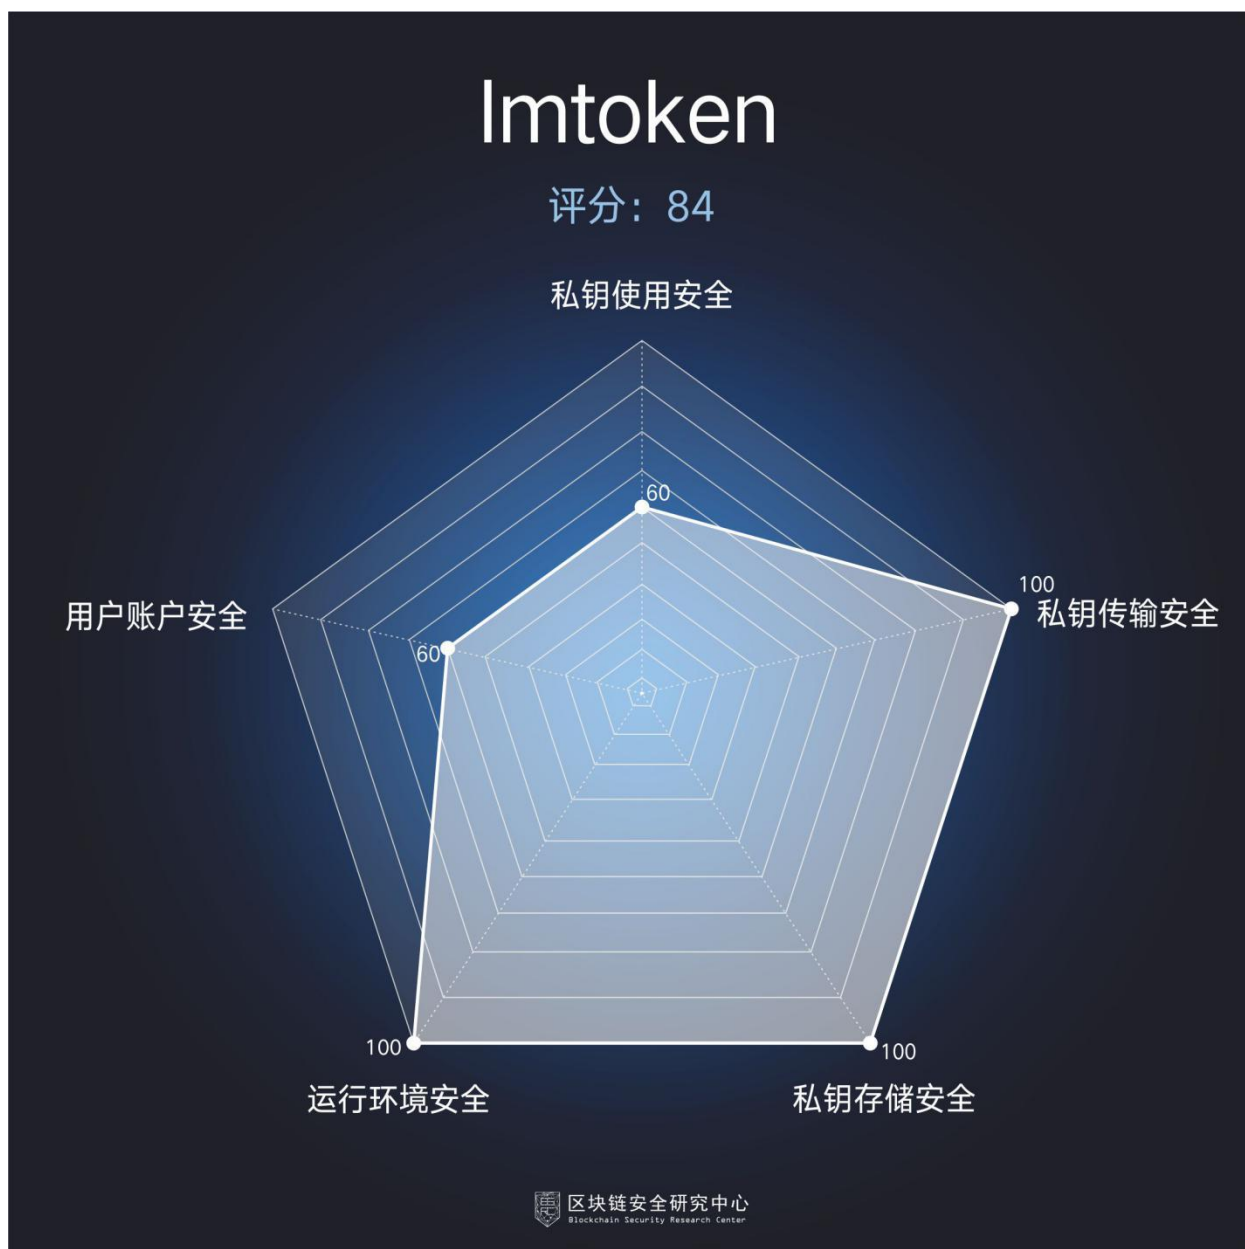 Imtoken
评分：84
私钥使用安全
60
100
私钥传输安全
用户账户安全
60
100
100
运行环境安全
私钥存储安全
区块链安全研究中心
Blockchain Security Research Center